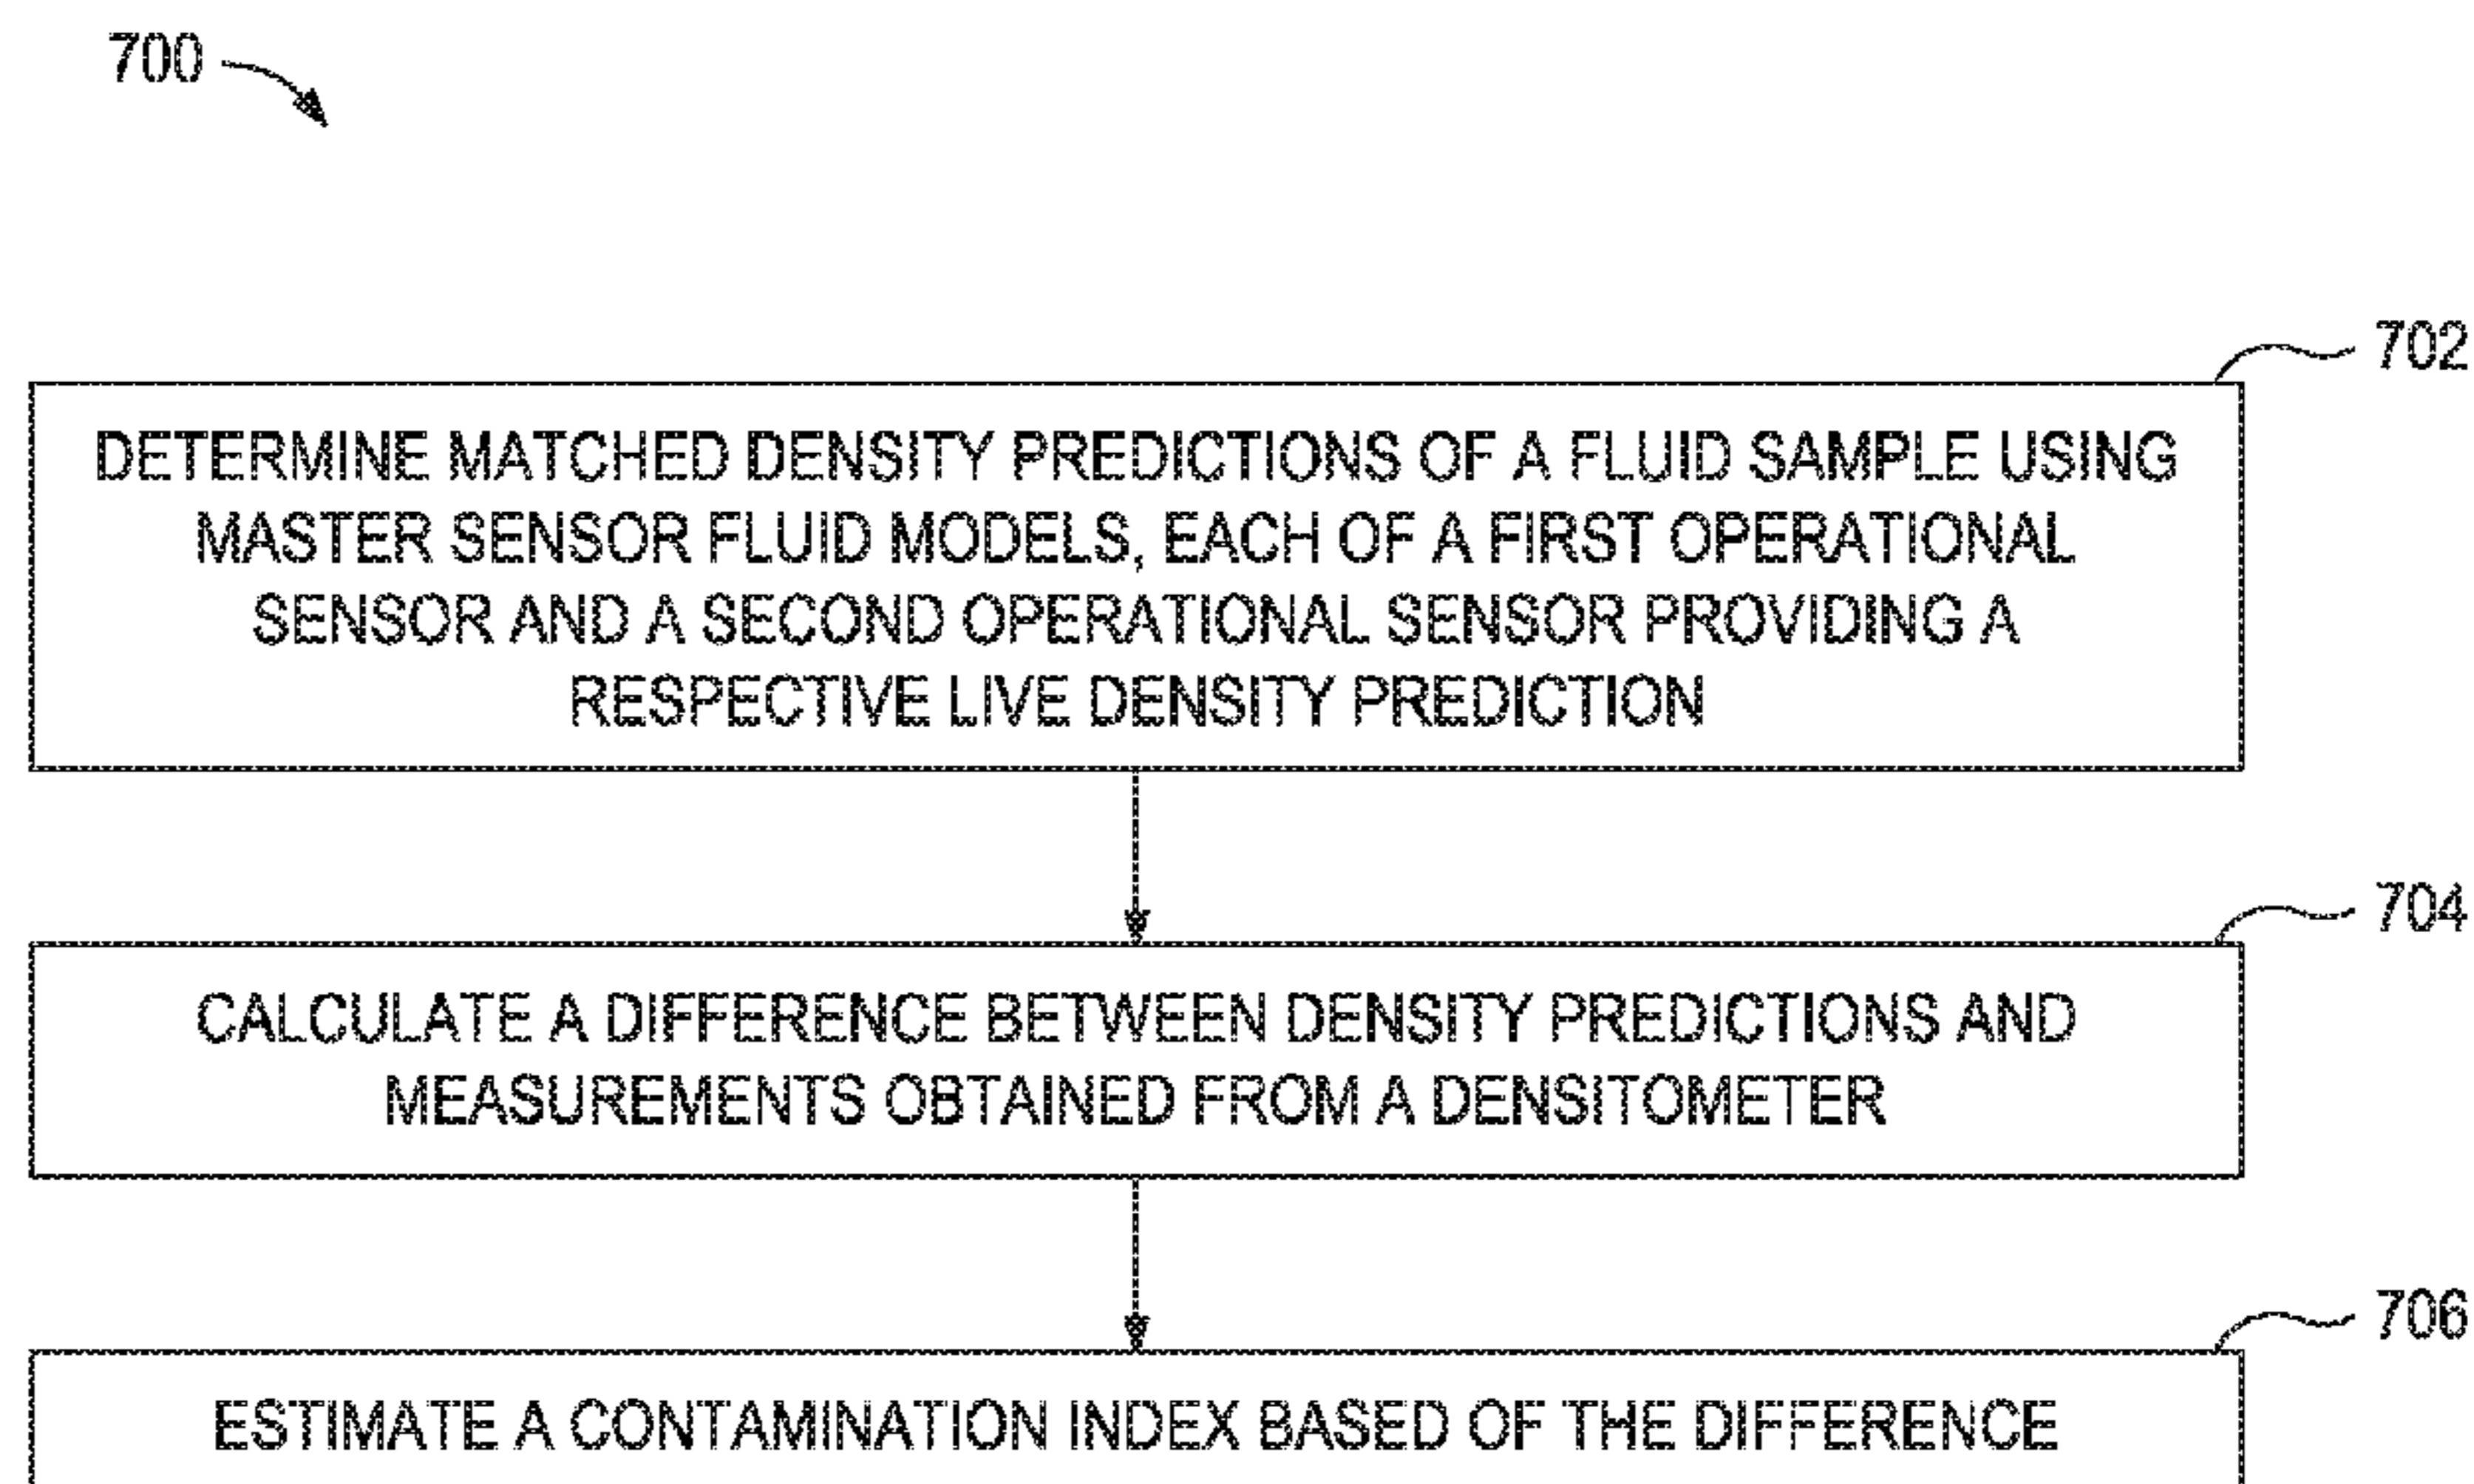 700
702
DETERMINE MATCHED DENSITY PREDICTIONS OF A FLUID SAMPLE USING
MASTER SENSOR FLUID MODELS, EACH OF A FIRST OPERATIONAL
SENSOR AND A SECOND OPERATIONAL SENSOR PROVIDING A
RESPECTIVE LIVE DENSITY PREDICTION
704
CALCULATE A DIFFERENCE BETWEEN DENSITY PREDICTIONS AND
MEASUREMENTS OBTAINED FROM A DENSITOMETER
706
ESTIMATE A CONTAMINATION INDEX BASED OF THE DIFFERENCE